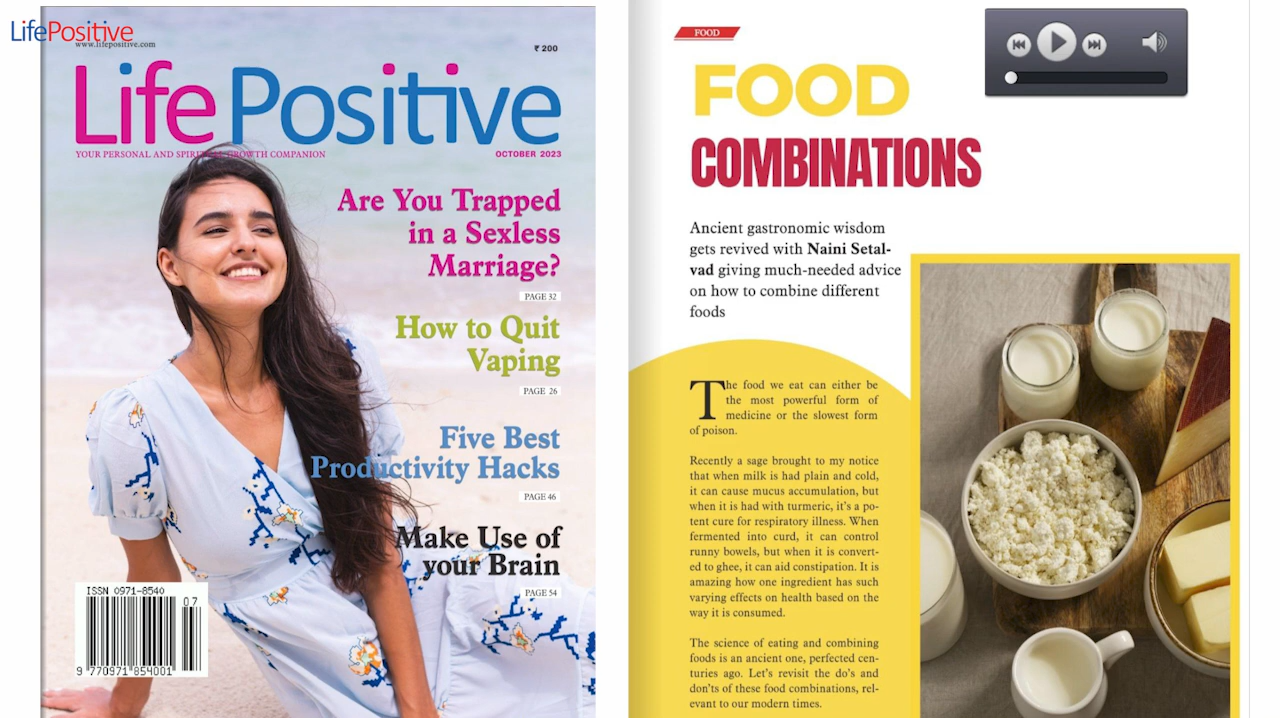 LifePositive
www.lifepositive.com
₹ 200
LifePositive
YOUR PERSONAL AND SPIRITUAL GROWTH COMPANION
OCTOBER 2023
Are You Trapped
in a Sexless
Marriage?
PAGE 32
How to Quit
Vaping
PAGE 26
Five Best
Productivity Hacks
PAGE 46
Make Use of
your Brain
PAGE 54
ISSN 0971-8540
07
9 770971 854001
FOOD
FOOD
COMBINATIONS
Ancient gastronomic wisdom
gets revived with Naini Setal-
vad giving much-needed advice
on how to combine different
foods
The food we eat can either be
the most powerful form of
medicine or the slowest form
of poison.
Recently a sage brought to my notice
that when milk is had plain and cold,
it can cause mucus accumulation, but
when it is had with turmeric, it's a po-
tent cure for respiratory illness. When
fermented into curd, it can control
runny bowels, but when it is convert-
ed to ghee, it can aid constipation. It is
amazing how one ingredient has such
varying effects on health based on the
way it is consumed.
The science of eating and combining
foods is an ancient one, perfected cen-
turies ago. Let's revisit the do's and
don'ts of these food combinations, rel-
evant to our modern times.